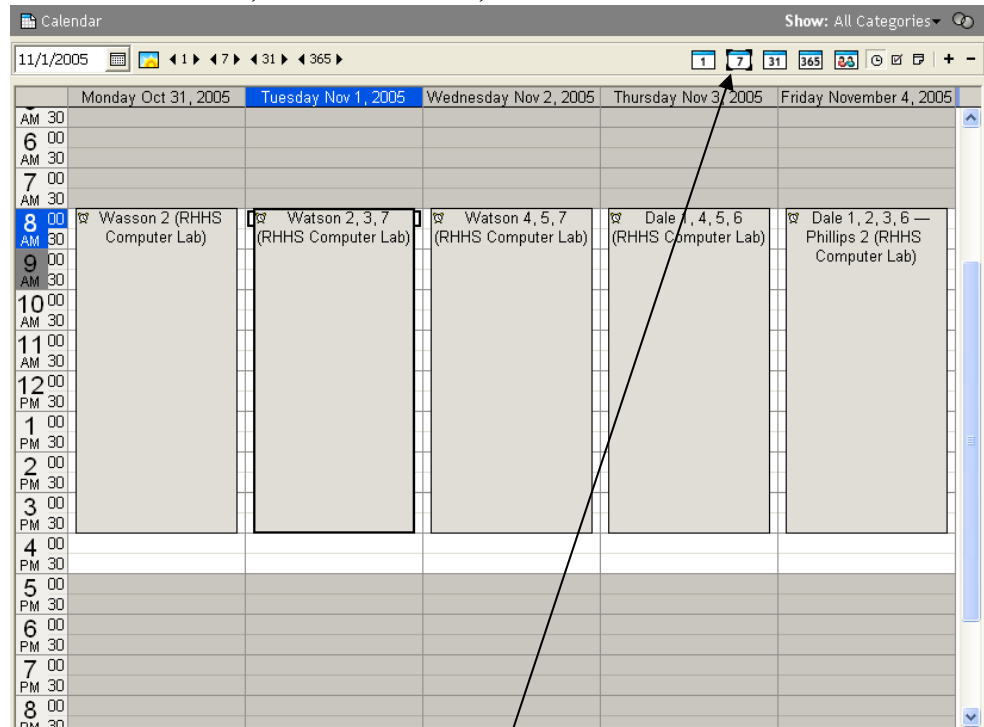 Calendar Show: All Categories
11/1/2005 1 7 31 365 1 7 31 365 + -
Monday Oct 31, 2005 Tuesday Nov 1, 2005 Wednesday Nov 2, 2005 Thursday Nov 3, 2005 Friday November 4, 2005
AM 30
6 00
AM 30
7 00
AM 30
8 00 Wasson 2 (RHHS Watson 2, 3, 7 Watson 4, 5, 7 Dale 1, 4, 5, 6 Dale 1, 2, 3, 6 —
AM 30 Computer Lab) (RHHS Computer Lab) (RHHS Computer Lab) (RHHS Computer Lab) Phillips 2 (RHHS
9 00 Computer Lab)
AM 30
10 00
AM 30
11 00
AM 30
12 00
PM 30
1 00
PM 30
2 00
PM 30
3 00
PM 30
4 00
PM 30
5 00
PM 30
6 00
PM 30
7 00
PM 30
8 00
PM 30